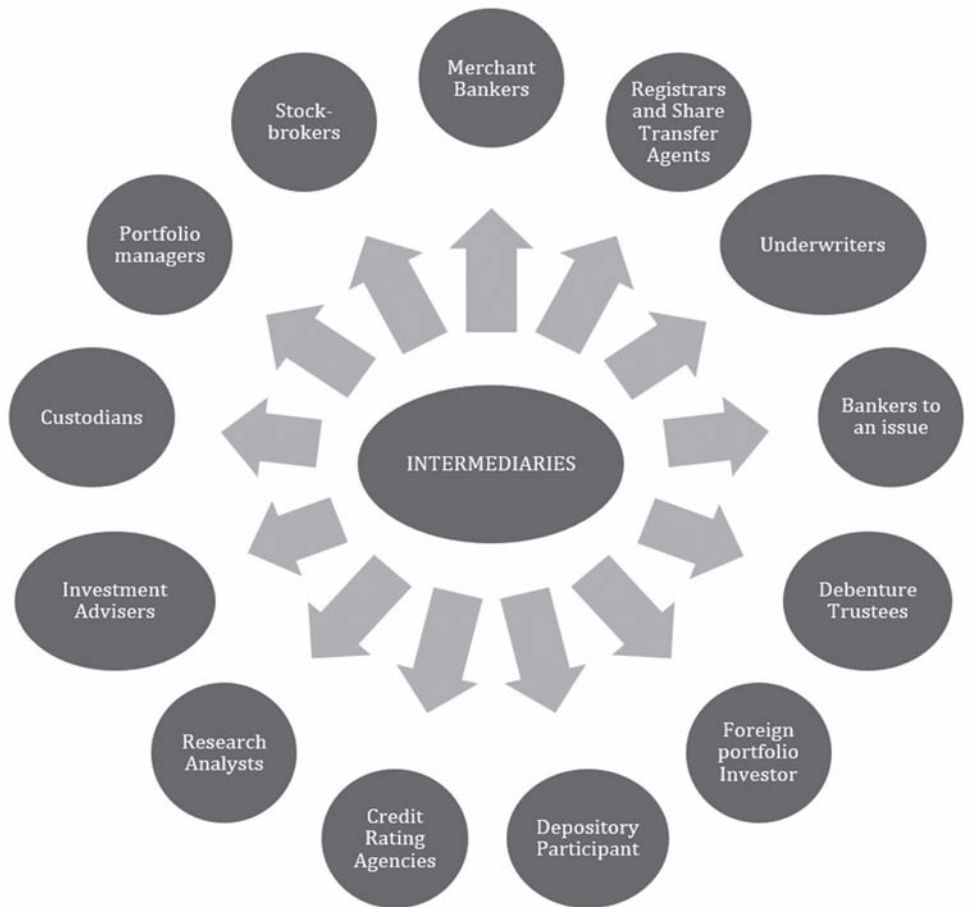 Merchant
Bankers
Registrars
and Share
Transfer
Agents
Underwriters
Bankers to
an issue
Debenture
Trustees
Foreign
portfolio
Investor
Depository
Participant
Credit
Rating
Agencies
Research
Analysts
Investment
Advisers
Custodians
Portfolio
managers
Stock-
brokers
INTERMEDIARIES